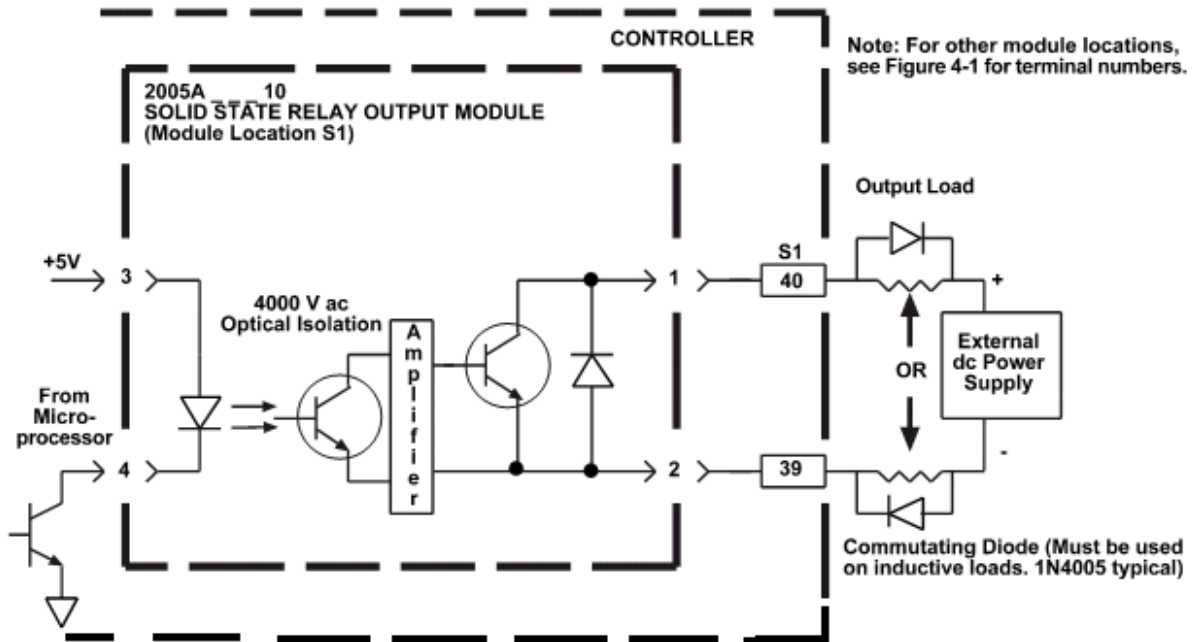 CONTROLLER
Note: For other module locations,
see Figure 4-1 for terminal numbers.
2005A _ _ _ 10
SOLID STATE RELAY OUTPUT MODULE
(Module Location S1)
Output Load
+5V
3
4000 V ac
Optical Isolation
Amplifier
1
S1
40
+
External
dc Power
Supply
OR
From
Micro-
processor
4
2
39
-
Commutating Diode (Must be used
on inductive loads. 1N4005 typical)